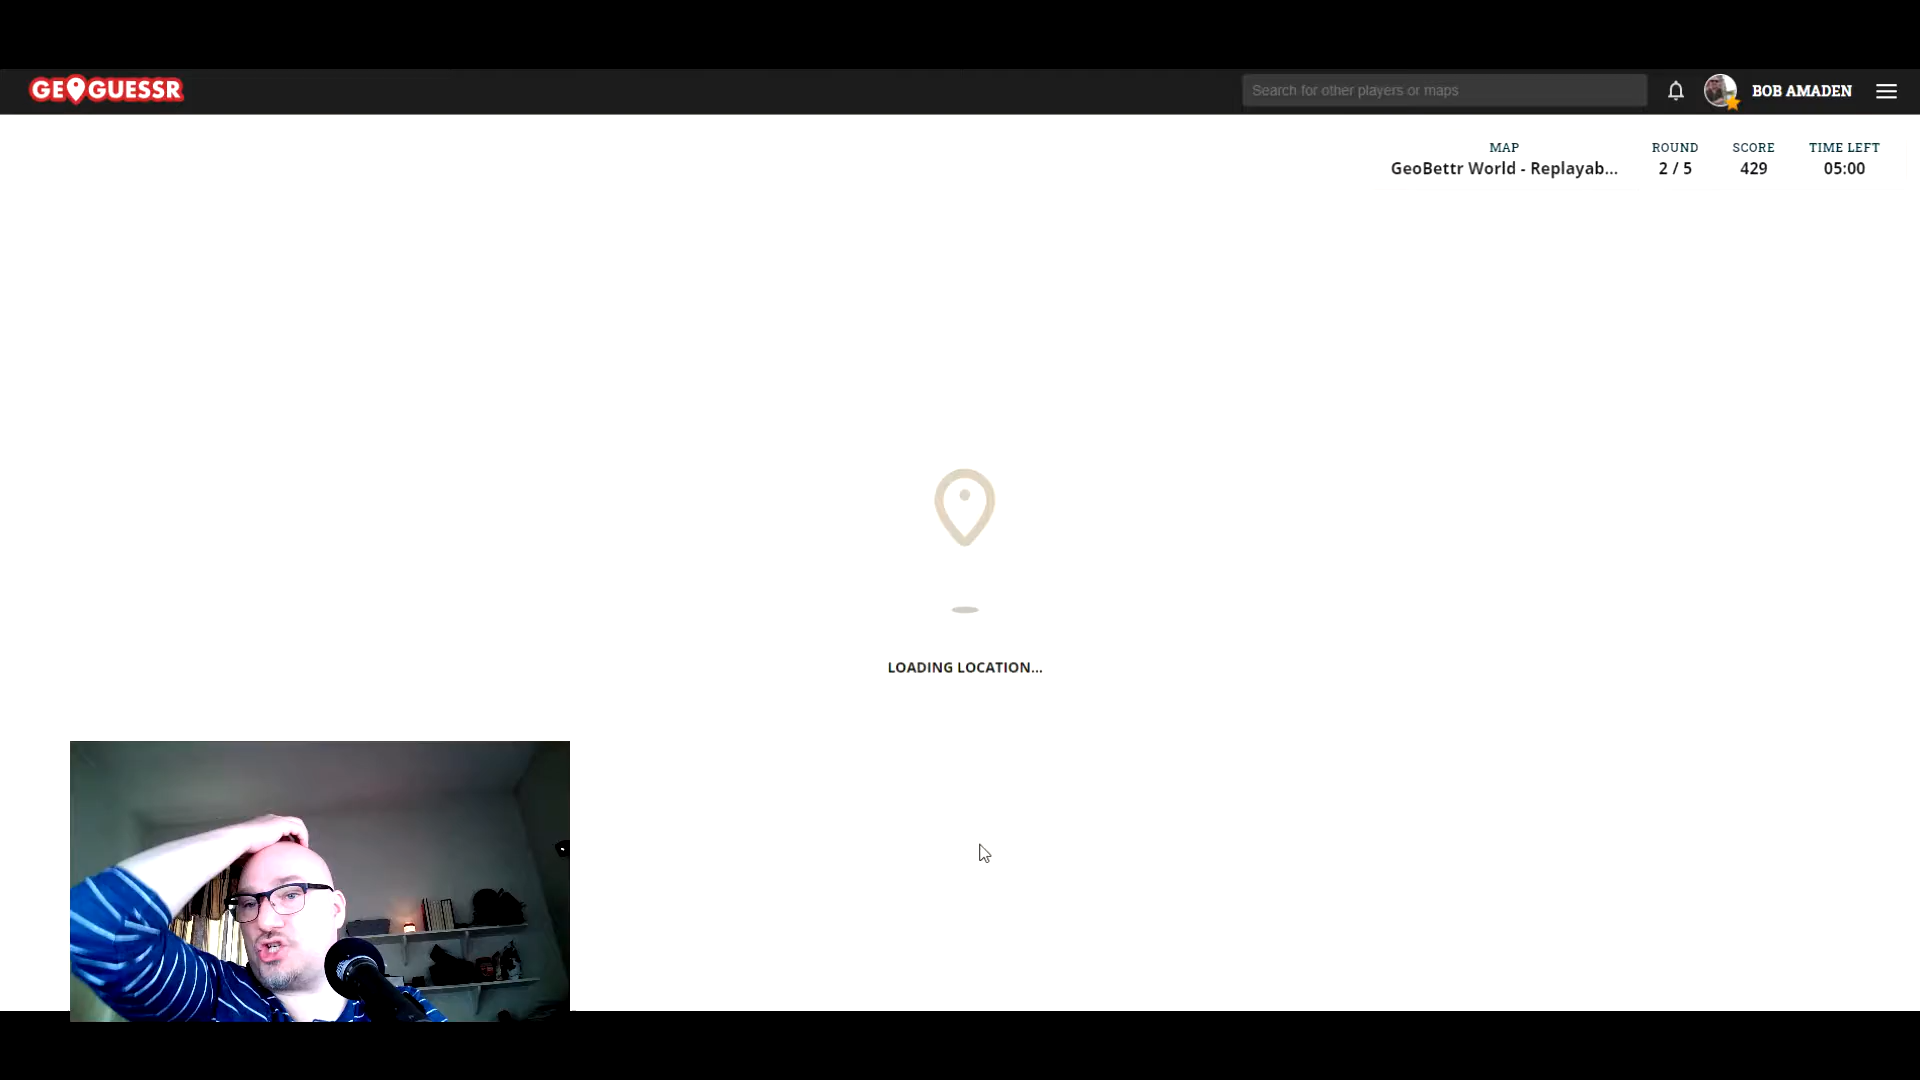 GEOGUESSR
Search for other players or maps
BOB AMADEN
MAP ROUND SCORE TIME LEFT
GeoBettr World - Replayab... 2 / 5 429 05:00
LOADING LOCATION...